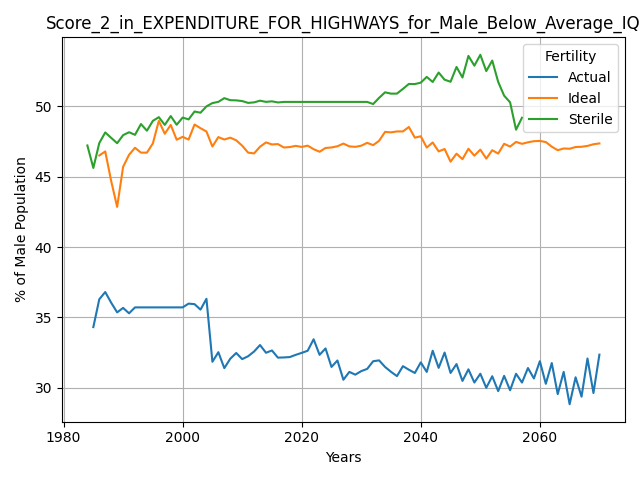 Score_2_in_EXPENDITURE_FOR_HIGHWAYS_for_Male_Below_Average_IQ
% of Male Population
50
45
40
35
30
1980
2000
2020
2040
2060
Years
Fertility
Actual
Ideal
Sterile